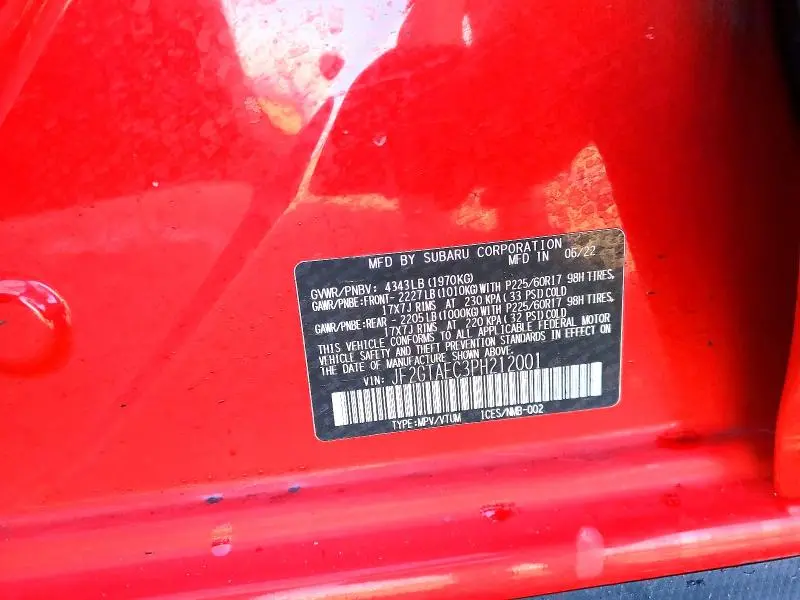 MFD BY SUBARU CORPORATION
MFD IN 05/22
GVWR/PNBV: 4343LB (1970KG)
GAWR/PNBE:FRONT- 2227LB(1010KG)WITH P225/60R17 98H TIRES,
17X7J RIMS AT 230 KPA ( 33 PSI) COLD
GAWR/PNBE:REAR - 2205LB(1000KG)WITH P225/60R17 98H TIRES,
17X7J RIMS AT 220 KPA ( 32 PSI) COLD
THIS VEHICLE CONFORMS TO ALL APPLICABLE FEDERAL MOTOR
VEHICLE SAFETY AND THEFT PREVENTION STANDARDS IN EFFECT ON
THE DATE OF MANUFACTURE SHOWN ABOVE.
VIN: JF2GTAEC3PH212001
TYPE:MPV/VTUM ICES/NMB-002